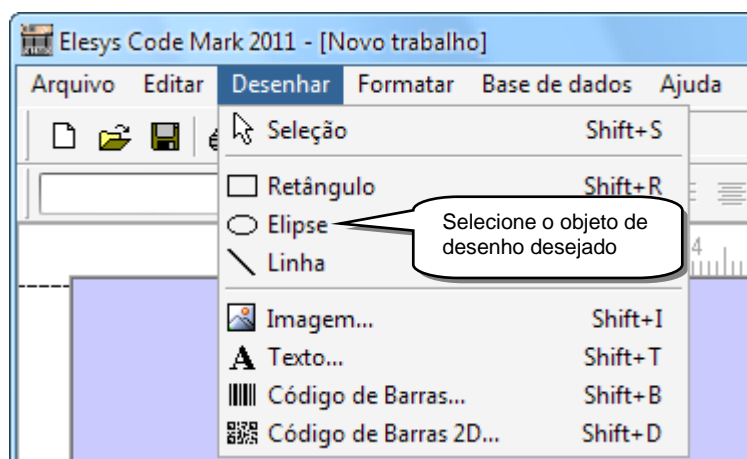 Elesys Code Mark 2011 - [Novo trabalho]
Arquivo Editar Desenhar Formatar Base de dados Ajuda
Seleção Shift+S
Retângulo Shift+R
Elipse
Selecione o objeto de
desenho desejado
Linha
4
Imagem... Shift+I
Texto... Shift+T
Código de Barras... Shift+B
Código de Barras 2D... Shift+D